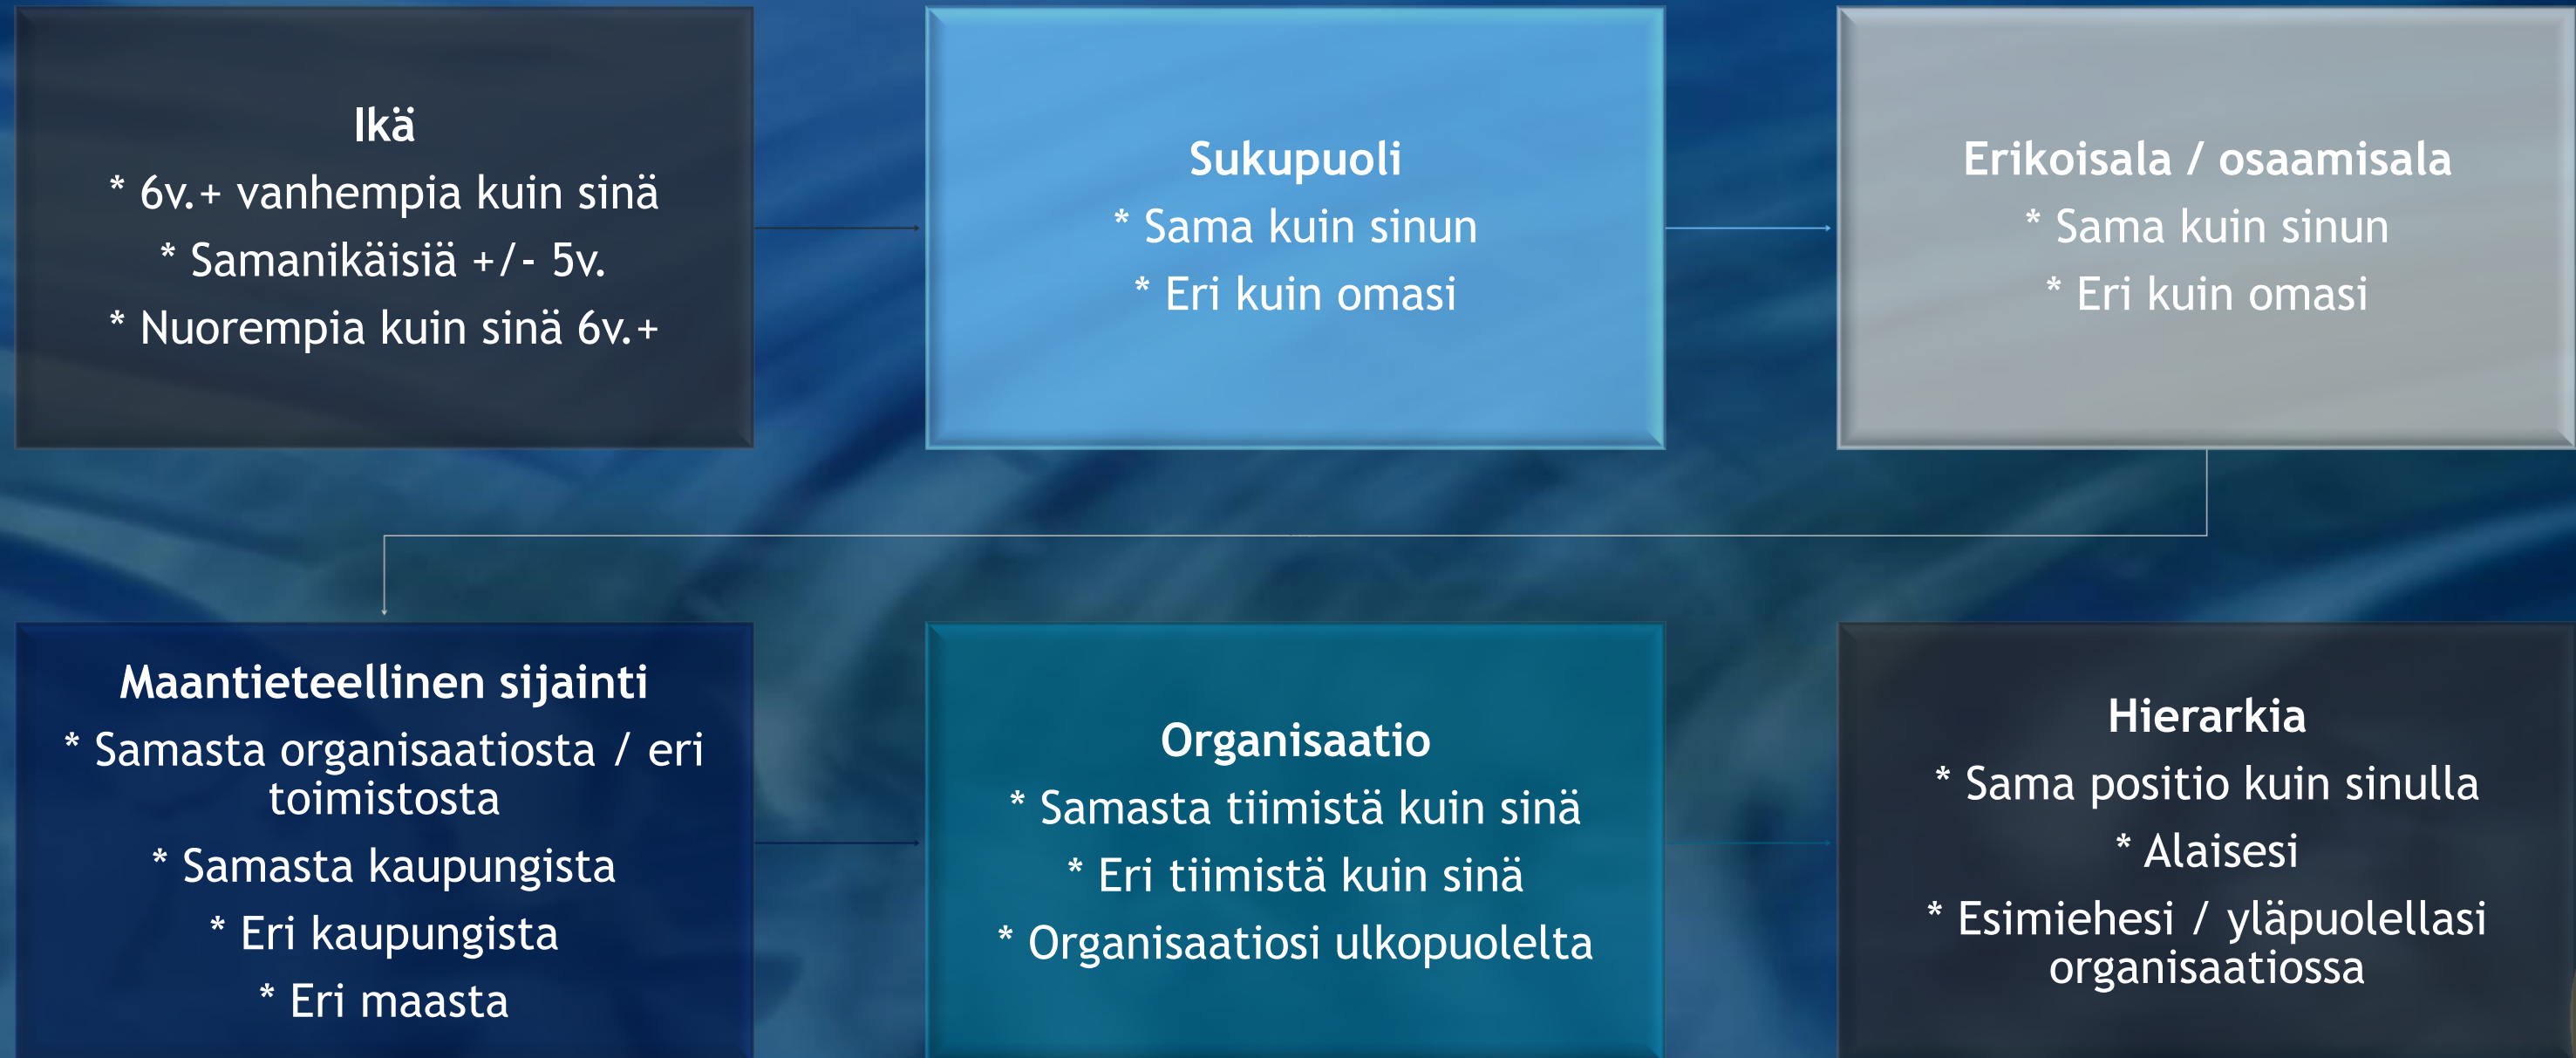 Ikä
* 6v.+ vanhempia kuin sinä
* Samanikäisiä +/- 5v.
* Nuorempia kuin sinä 6v.+
Sukupuoli
* Sama kuin sinun
* Eri kuin omasi
Erikoisala / osaamisala
* Sama kuin sinun
* Eri kuin omasi
Maantieteellinen sijainti
* Samasta organisaatiosta / eri
toimistosta
* Samasta kaupungista
* Eri kaupungista
* Eri maasta
Organisaatio
* Samasta tiimistä kuin sinä
* Eri tiimistä kuin sinä
* Organisaatiosi ulkopuolelta
Hierarkia
* Sama positio kuin sinulla
* Alaisesi
* Esimiehesi / yläpuolellasi
organisaatiossa